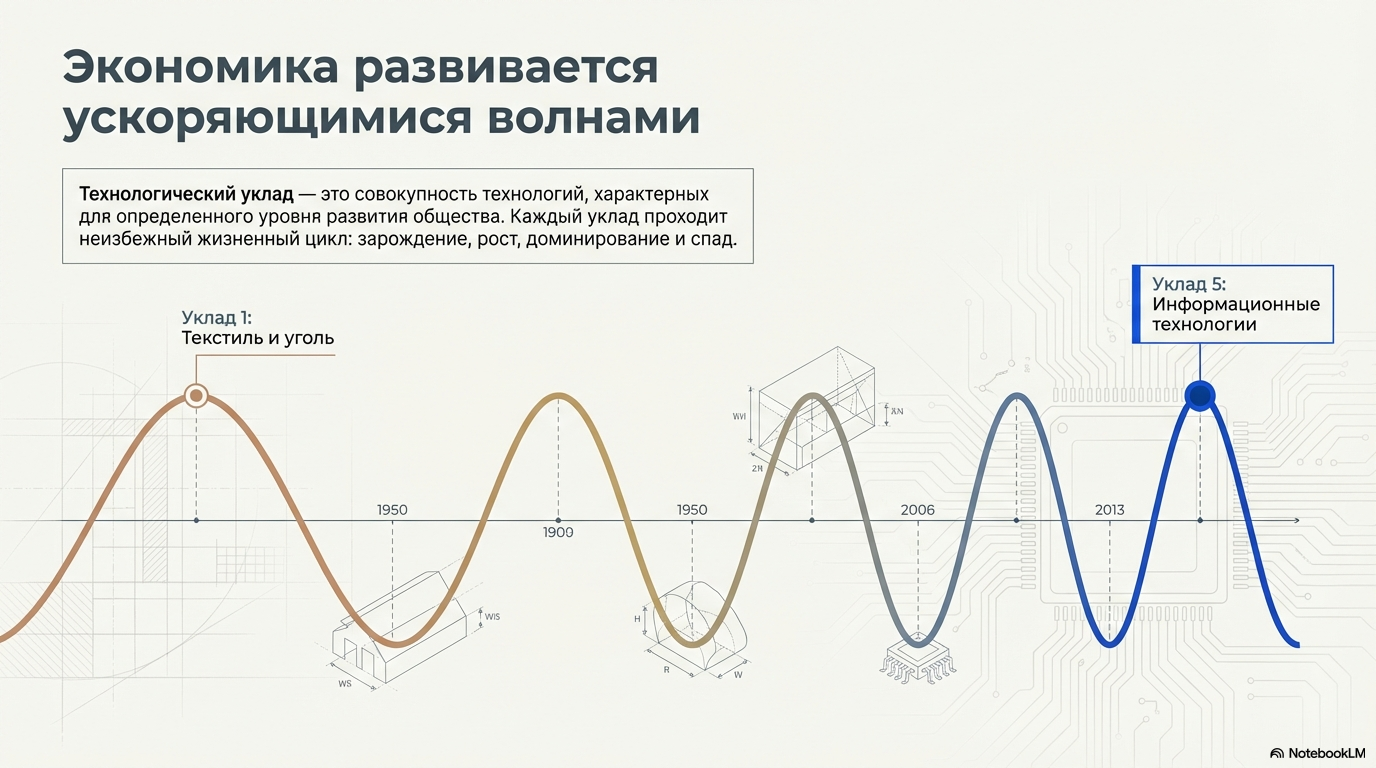 Экономика развивается
ускоряющимися волнами
Технологический уклад — это совокупность технологий, характерных
для определенного уровня развития общества. Каждый уклад проходит
неизбежный жизненный цикл: зарождение, рост, доминирование и спад.
Уклад 1:
Текстиль и уголь
Уклад 5:
Информационные
технологии
1950
1900
1950
2006
2013
WIS
WS
H
R
W
NotebookLM